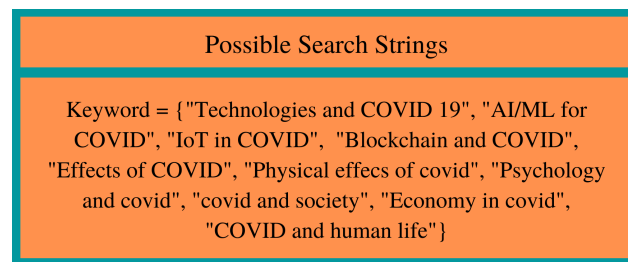 Possible Search Strings
Keyword = {"Technologies and COVID 19", "AI/ML for
COVID", "IoT in COVID", "Blockchain and COVID",
"Effects of COVID", "Physical effecs of covid", "Psychology
and covid", "covid and society", "Economy in covid",
"COVID and human life"}